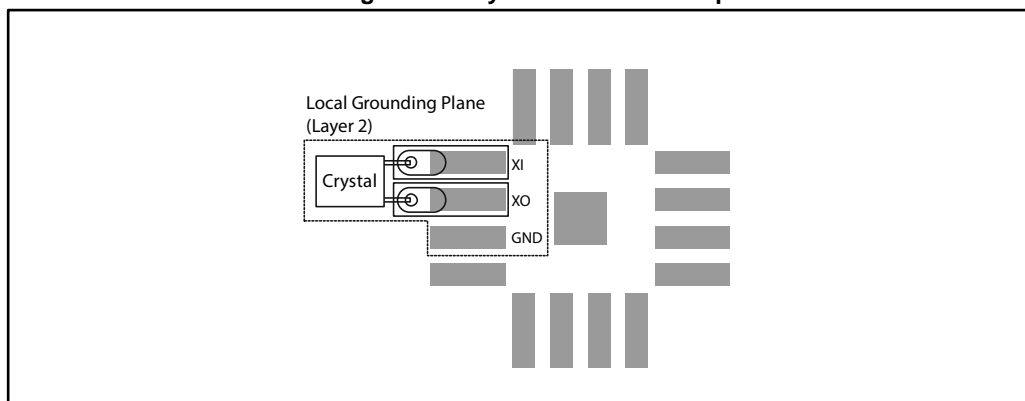 Local Grounding Plane
(Layer 2)
XI
Crystal
XO
GND